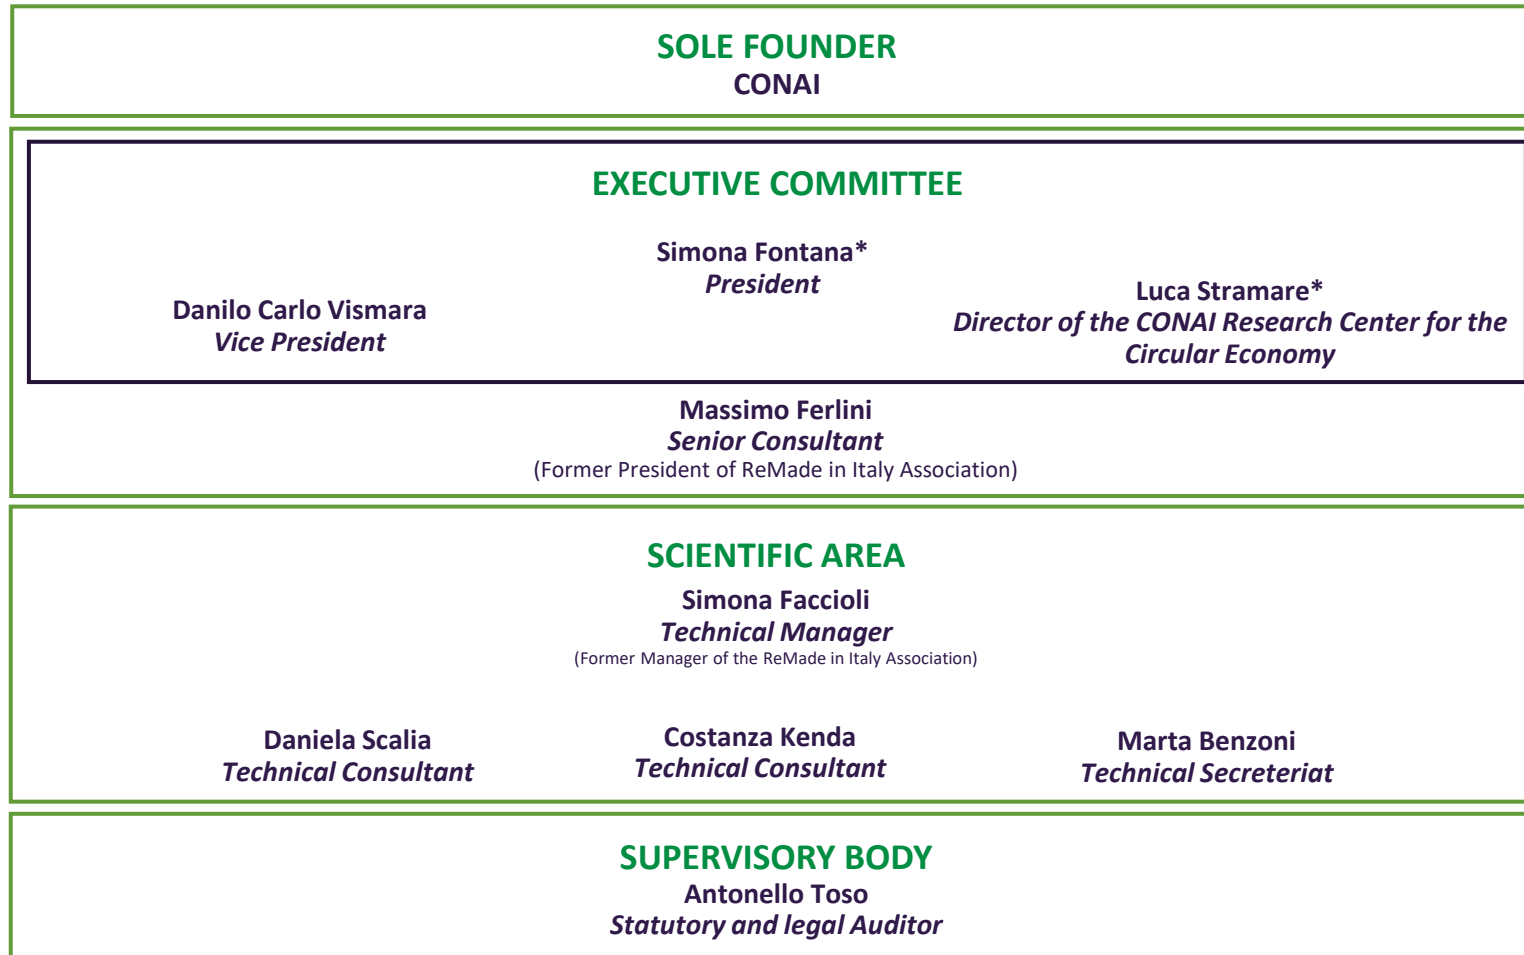 SOLE FOUNDER
CONAI
EXECUTIVE COMMITTEE
Simona Fontana*
President
Danilo Carlo Vismara
Vice President
Luca Stramare*
Director of the CONAI Research Center for the
Circular Economy
Massimo Ferlini
Senior Consultant
(Former President of ReMade in Italy Association)
SCIENTIFIC AREA
Simona Faccioli
Technical Manager
(Former Manager of the ReMade in Italy Association)
Daniela Scalia
Technical Consultant
Costanza Kenda
Technical Consultant
Marta Benzoni
Technical Secreteriat
SUPERVISORY BODY
Antonello Toso
Statutory and legal Auditor